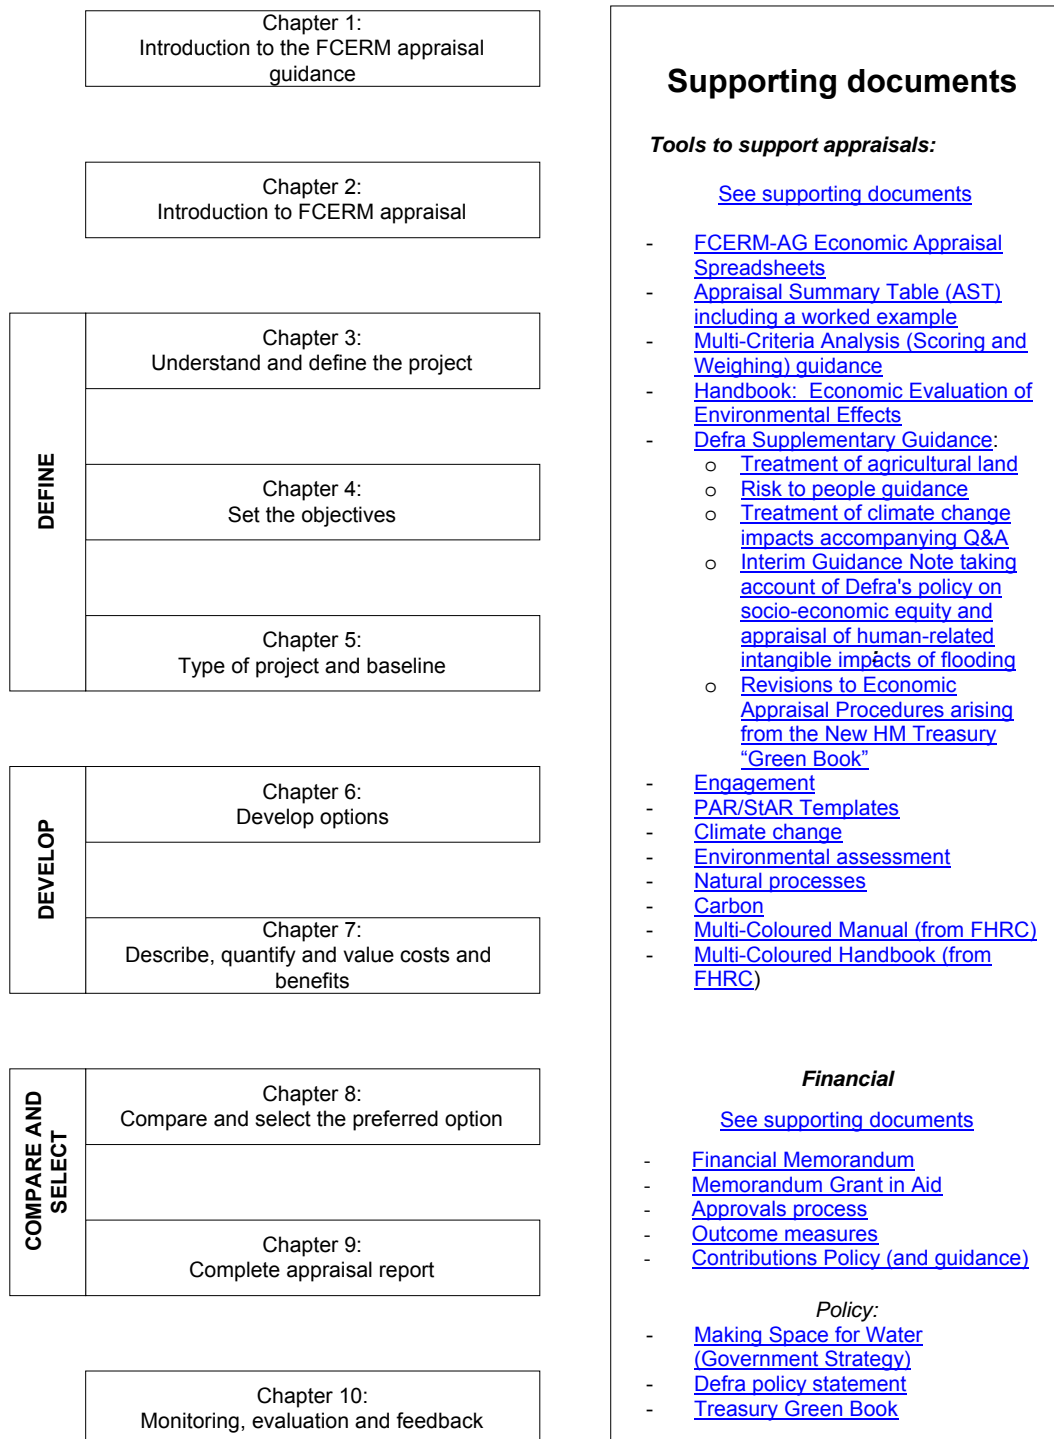 Chapter 1:
Introduction to the FCERM appraisal
guidance
Chapter 2:
Introduction to FCERM appraisal
DEFINE
Chapter 3:
Understand and define the project
Chapter 4:
Set the objectives
Chapter 5:
Type of project and baseline
DEVELOP
Chapter 6:
Develop options
Chapter 7:
Describe, quantify and value costs and
benefits
COMPARE AND
SELECT
Chapter 8:
Compare and select the preferred option
Chapter 9:
Complete appraisal report
Chapter 10:
Monitoring, evaluation and feedback
Supporting documents
Tools to support appraisals:
See supporting documents
- FCERM-AG Economic Appraisal
Spreadsheets
- Appraisal Summary Table (AST)
including a worked example
- Multi-Criteria Analysis (Scoring and
Weighing) guidance
- Handbook: Economic Evaluation of
Environmental Effects
- Defra Supplementary Guidance:
o Treatment of agricultural land
o Risk to people guidance
o Treatment of climate change
impacts accompanying Q&A
o Interim Guidance Note taking
account of Defra's policy on
socio-economic equity and
appraisal of human-related
intangible impacts of flooding
o Revisions to Economic
Appraisal Procedures arising
from the New HM Treasury
“Green Book”
- Engagement
- PAR/StAR Templates
- Climate change
- Environmental assessment
- Natural processes
- Carbon
- Multi-Coloured Manual (from FHRC)
- Multi-Coloured Handbook (from
FHRC)
Financial
See supporting documents
- Financial Memorandum
- Memorandum Grant in Aid
- Approvals process
- Outcome measures
- Contributions Policy (and guidance)
Policy:
- Making Space for Water
(Government Strategy)
- Defra policy statement
- Treasury Green Book